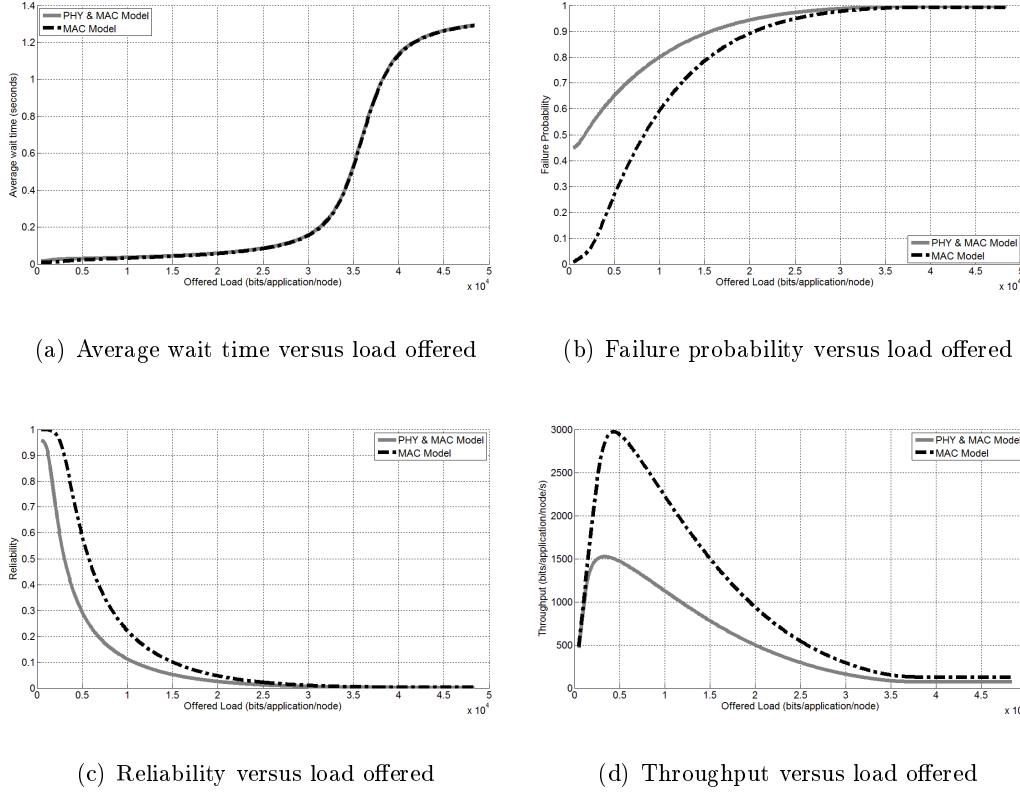 1.4
1.2
1
0.8
0.6
0.4
0.2
0
Average wait time (seconds)
PHY & MAC Model
MAC Model
0 0.5 1 1.5 2 2.5 3 3.5 4 4.5 5
Offered Load (bits/application/node)
x 10^4
(a) Average wait time versus load offered
1
0.9
0.8
0.7
0.6
0.5
0.4
0.3
0.2
0.1
0
Failure Probability
PHY & MAC Model
MAC Model
0 0.5 1 1.5 2 2.5 3 3.5 4 4.5
Offered Load (bits/application/node)
x 10^4
(b) Failure probability versus load offered
1
0.9
0.8
0.7
0.6
0.5
0.4
0.3
0.2
0.1
0
Reliability
PHY & MAC Model
MAC Model
0 0.5 1 1.5 2 2.5 3 3.5 4 4.5 5
Offered Load (bits/application/node)
x 10^4
(c) Reliability versus load offered
3000
2500
2000
1500
1000
500
0
Throughput (bits/application/node/s)
PHY & MAC Model
MAC Model
0 0.5 1 1.5 2 2.5 3 3.5 4 4.5
Offered Load (bits/application/node)
x 10
(d) Throughput versus load offered